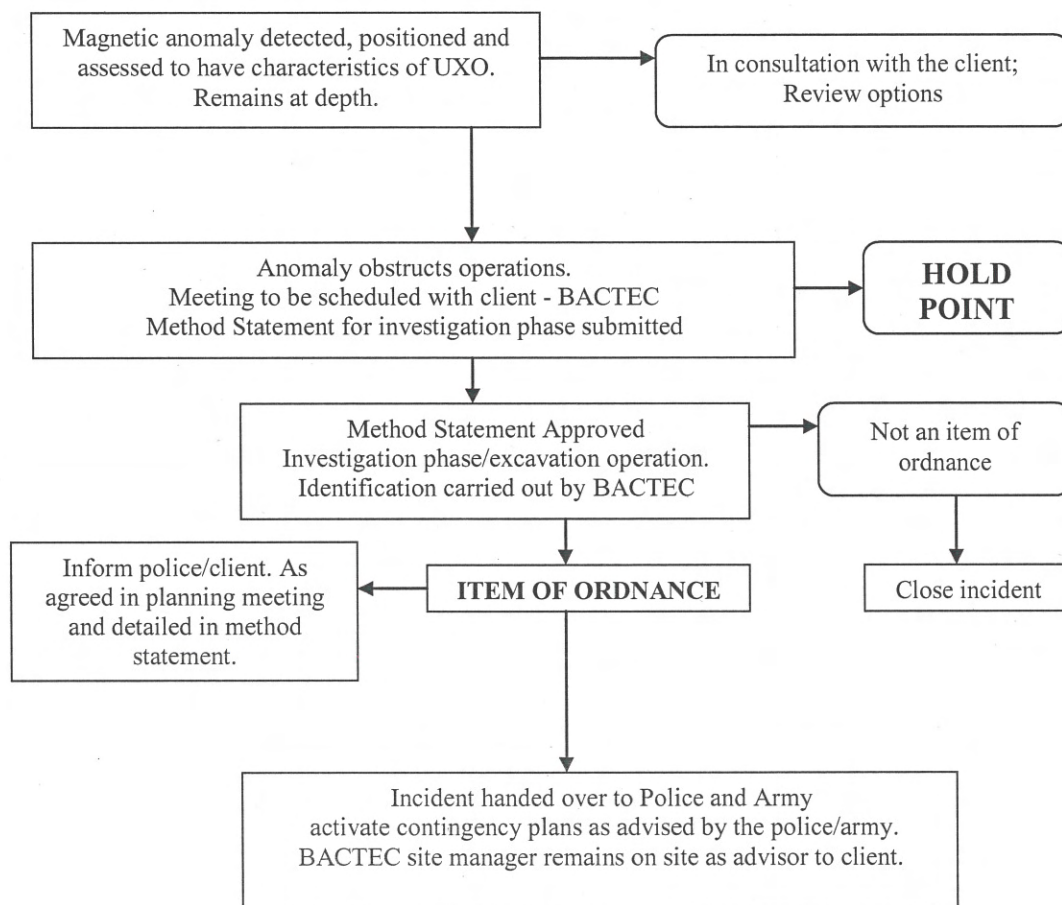 Magnetic anomaly detected, positioned and
assessed to have characteristics of UXO.
Remains at depth.
In consultation with the client;
Review options
Anomaly obstructs operations.
Meeting to be scheduled with client - BACTEC
Method Statement for investigation phase submitted
HOLD
POINT
Method Statement Approved
Investigation phase/excavation operation.
Identification carried out by BACTEC
Not an item of
ordnance
Inform police/client. As
agreed in planning meeting
and detailed in method
statement.
ITEM OF ORDNANCE
Close incident
Incident handed over to Police and Army
activate contingency plans as advised by the police/army.
BACTEC site manager remains on site as advisor to client.